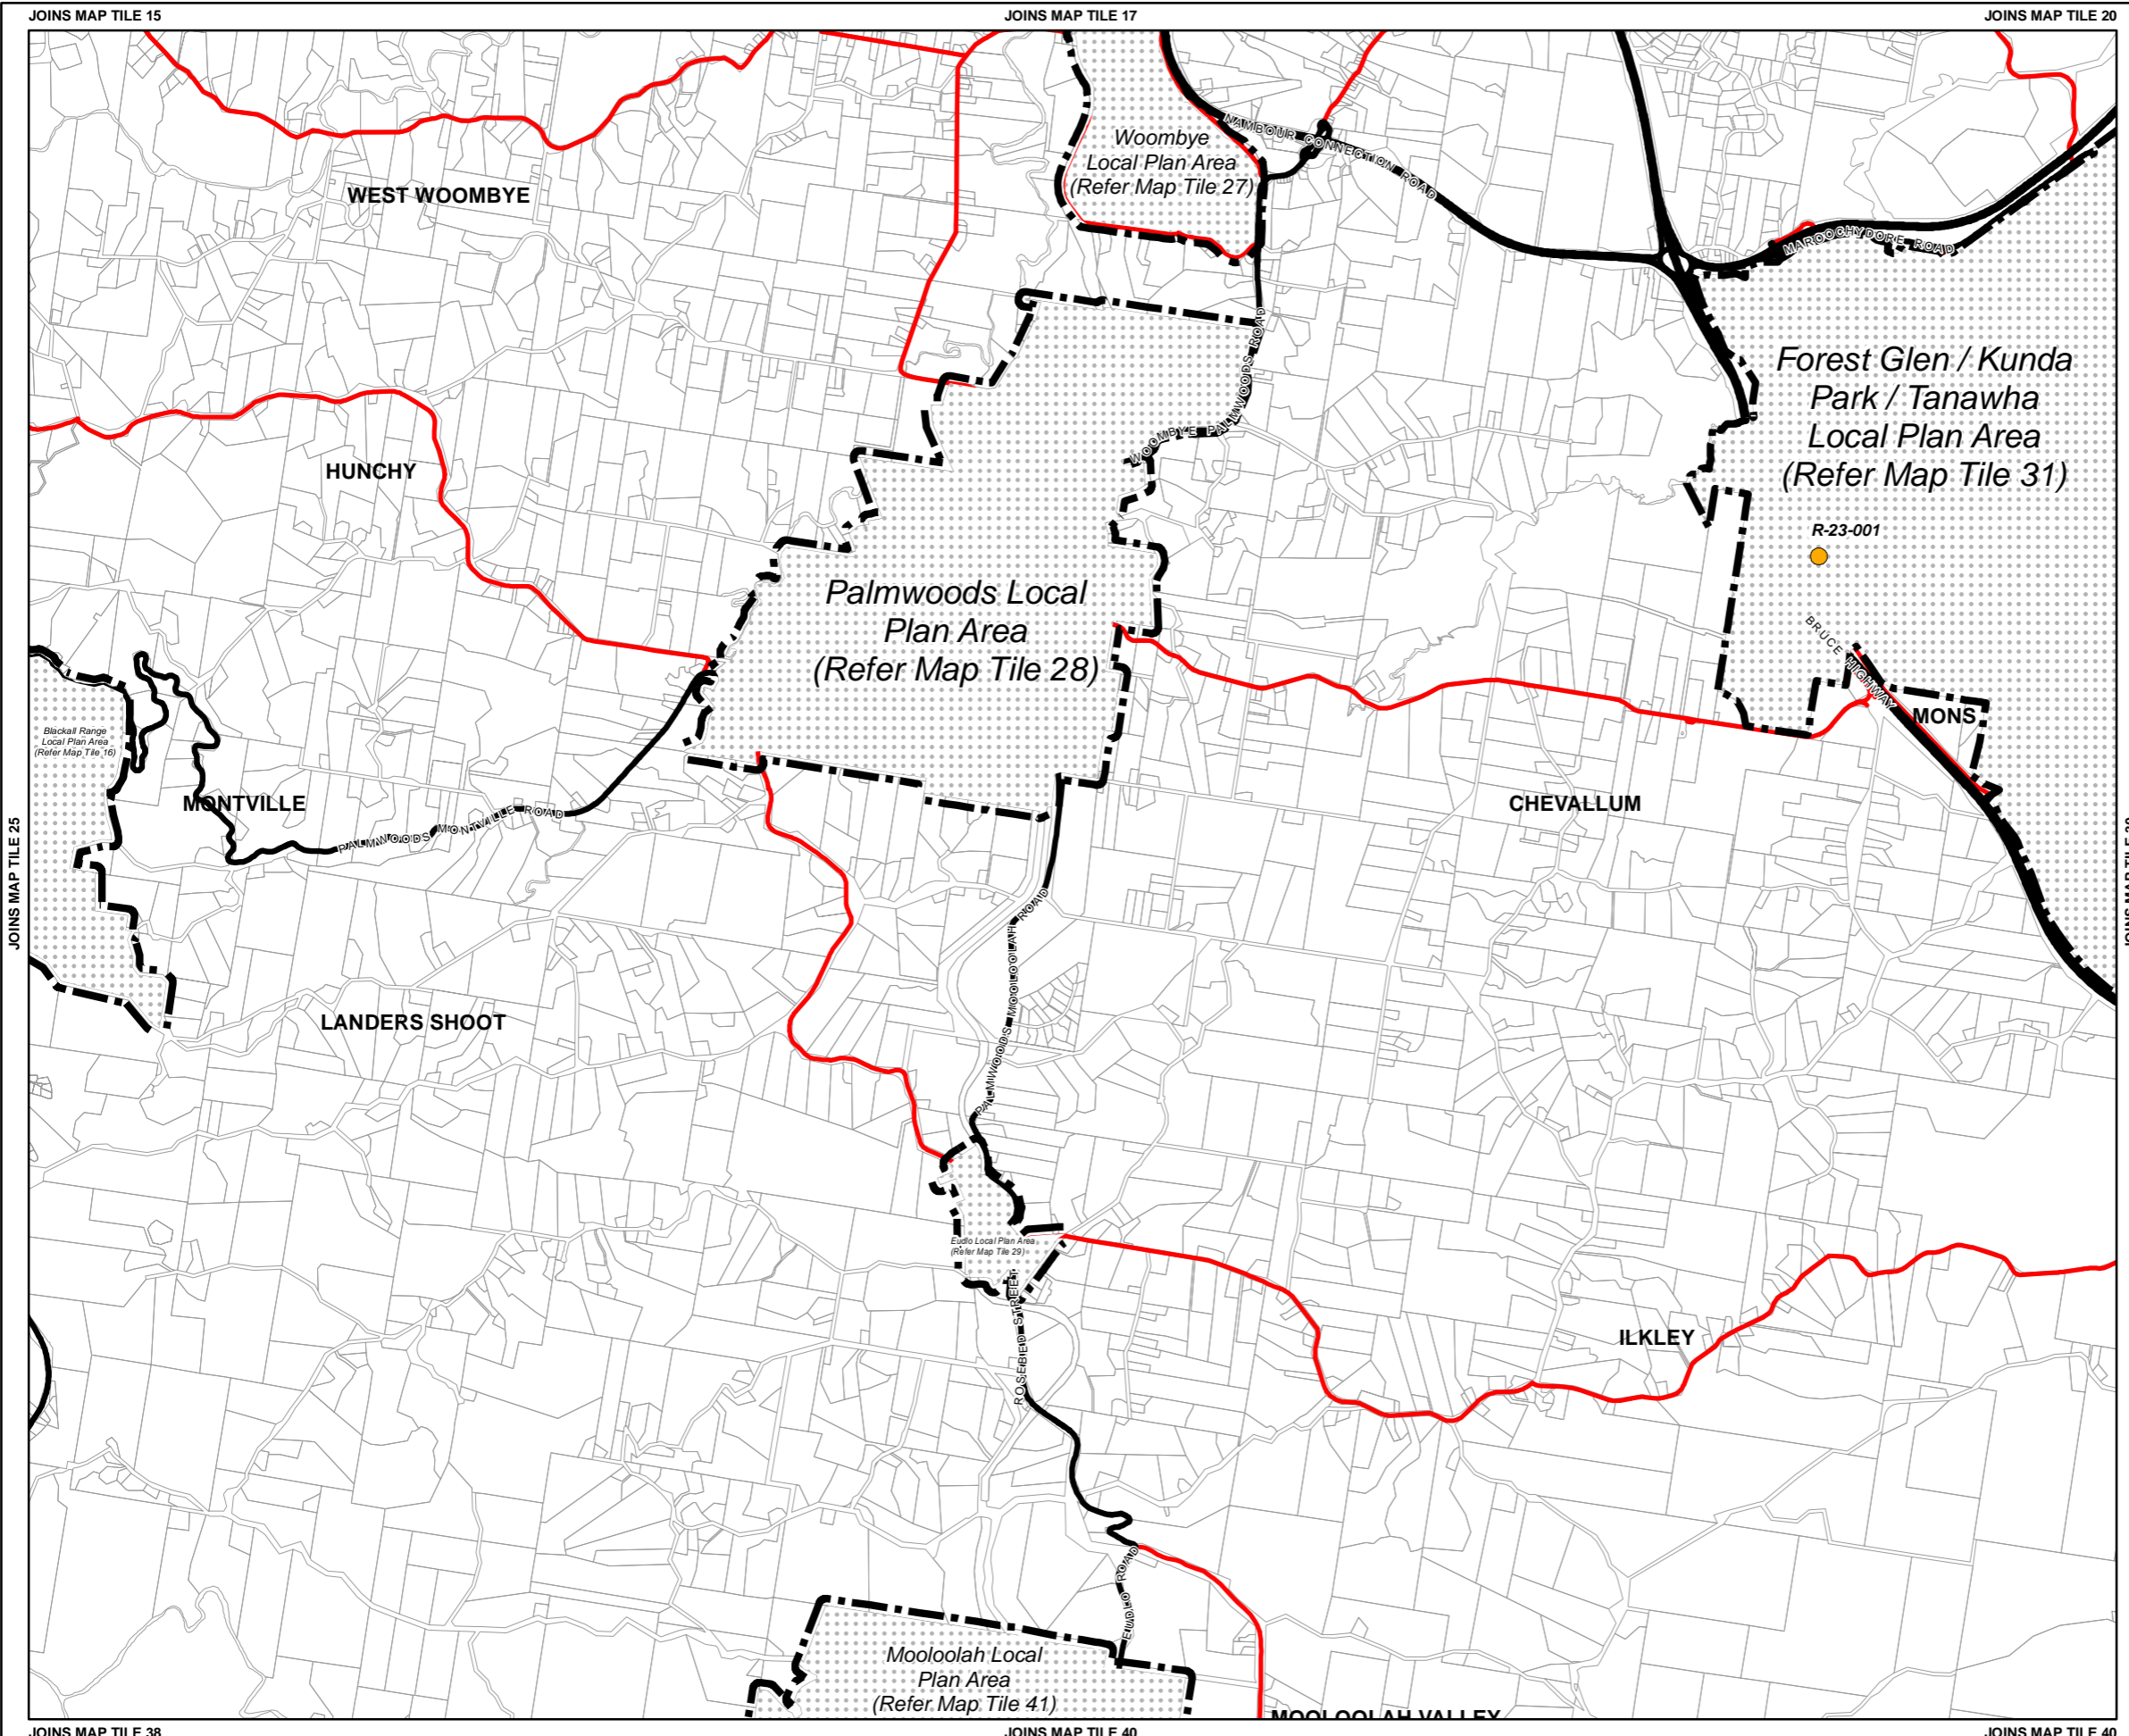 JOINS MAP TILE 15
JOINS MAP TILE 17
JOINS MAP TILE 20
NAMBOUR CONNECTION ROAD
Woombye
Local Plan Area
(Refer Map Tile 27)
WEST WOOMBYE
MAROOCHYDORE ROAD
WOOMBYE PALMWOODS ROAD
Forest Glen / Kunda
Park / Tanawha
Local Plan Area
(Refer Map Tile 31)
HUNCHY
R-23-001
Palmwoods Local
Plan Area
(Refer Map Tile 28)
BRUCE HIGHWAY
MONS
Blackall Range
Local Plan Area
(Refer Map Tile 16)
MONTVILLE
CHEVALLUM
PALMWOODS MONTVILLE ROAD
JOINS MAP TILE 25
PALMWOODS MOOLOOLAH ROAD
LANDERS SHOOT
Eudlo Local Plan Area
(Refer Map Tile 29)
ROSEBED STREET
ILKLEY
EUDLO ROAD
Mooloolah Local
Plan Area
(Refer Map Tile 41)
MOOLOOLAH VALLEY
JOINS MAP TILE 38
JOINS MAP TILE 40
JOINS MAP TILE 40